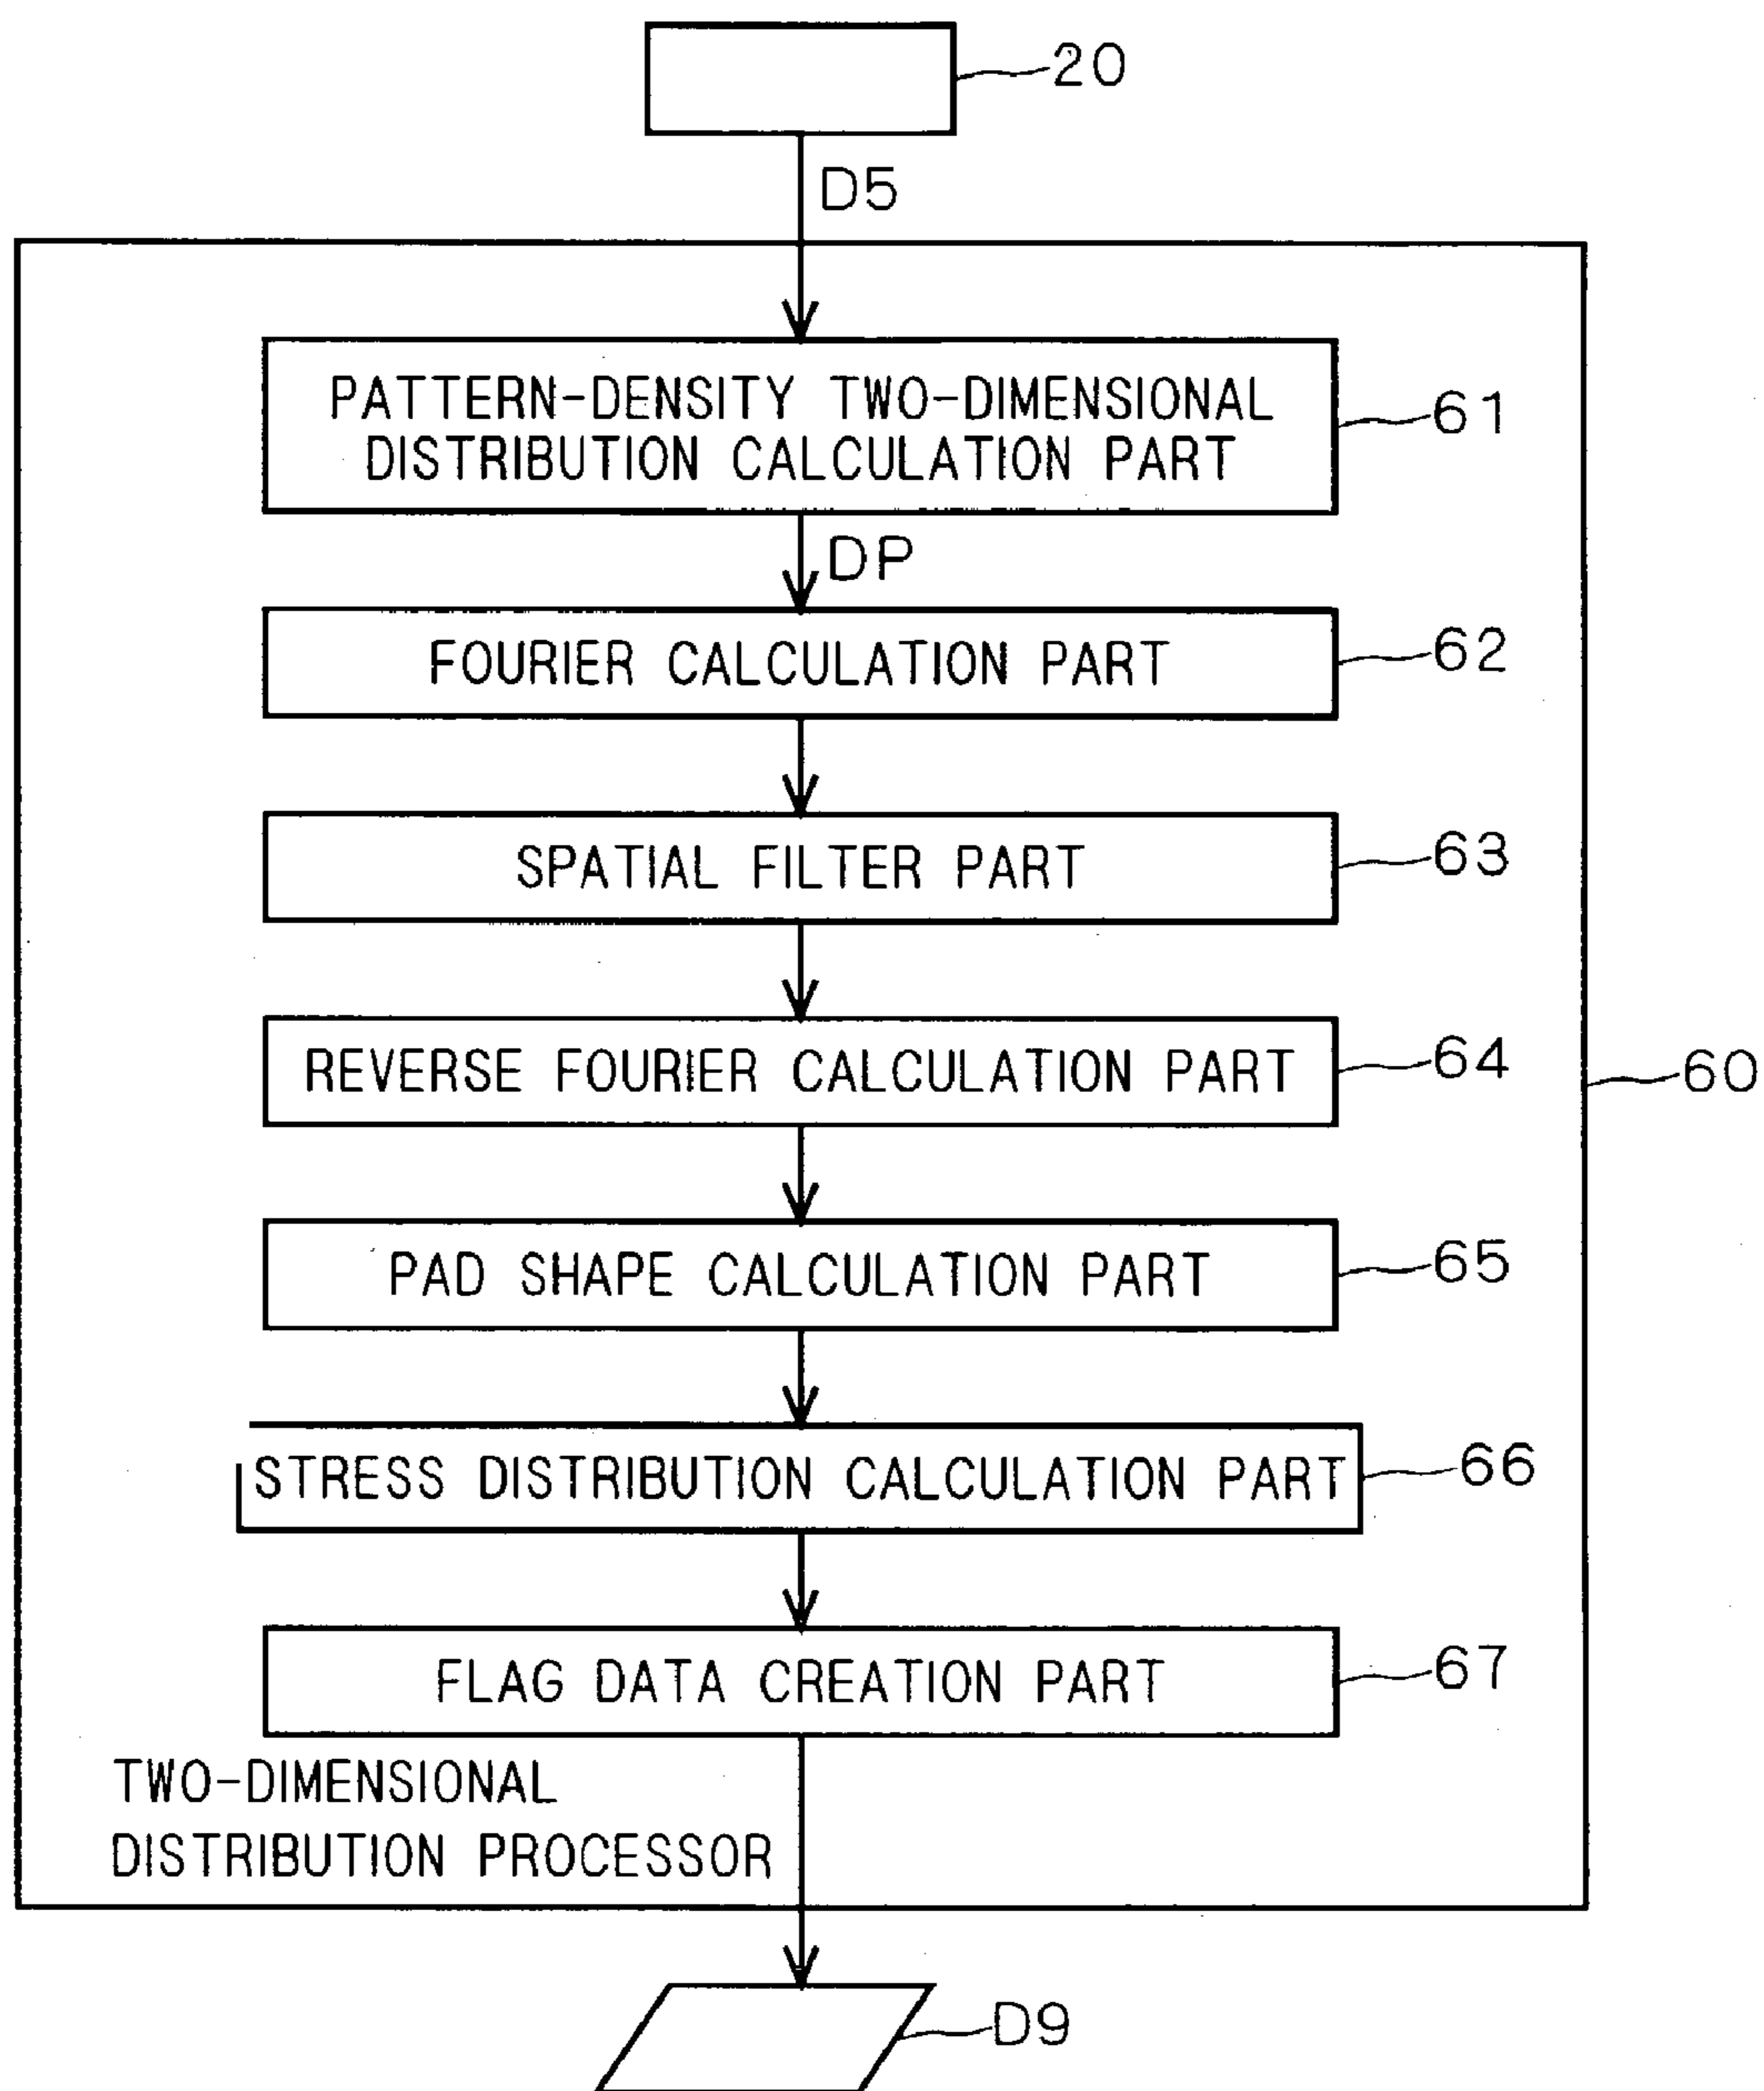 20
D5
PATTERN-DENSITY TWO-DIMENSIONAL
DISTRIBUTION CALCULATION PART
61
DP
FOURIER CALCULATION PART
62
SPATIAL FILTER PART
63
REVERSE FOURIER CALCULATION PART
64
60
PAD SHAPE CALCULATION PART
65
STRESS DISTRIBUTION CALCULATION PART
66
FLAG DATA CREATION PART
67
TWO-DIMENSIONAL
DISTRIBUTION PROCESSOR
D9